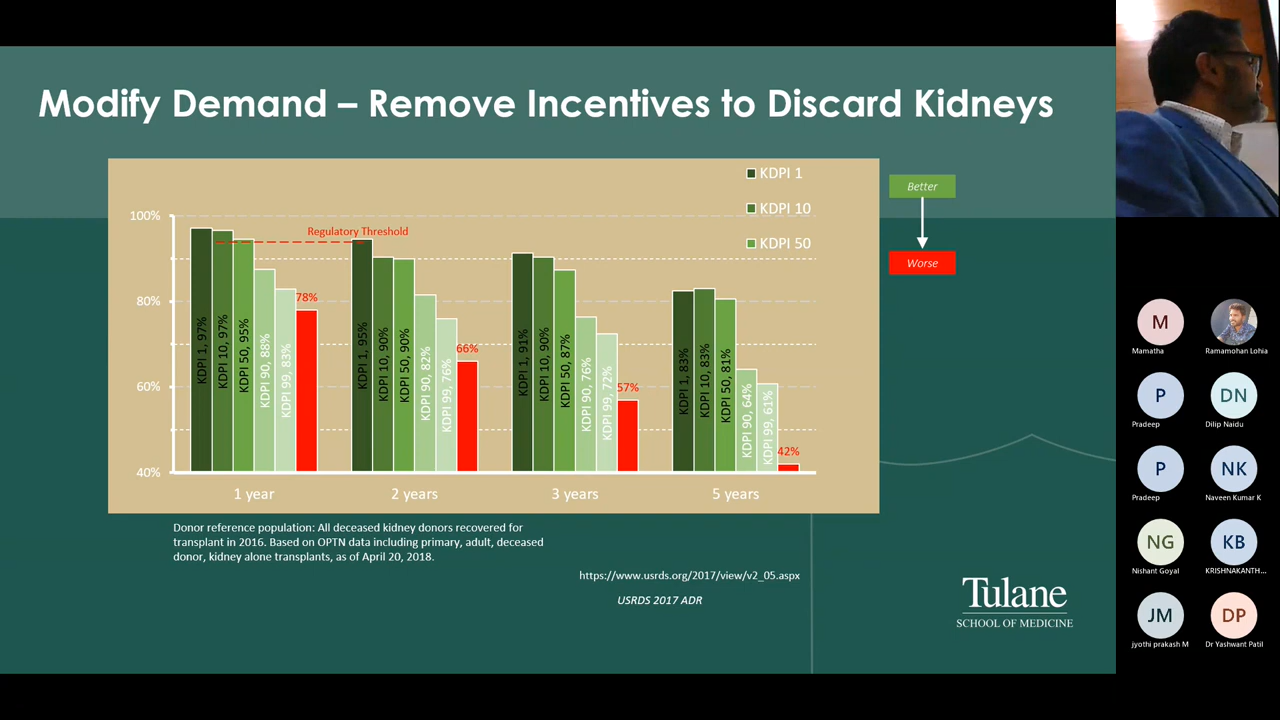 Modify Demand – Remove Incentives to Discard Kidneys
KDPI 1
KDPI 10
KDPI 50
Better
Worse
100%
80%
60%
40%
Regulatory Threshold
KDPI 1, 97%
KDPI 10, 97%
KDPI 50, 95%
KDPI 90, 88%
KDPI 99, 83%
78%
KDPI 1, 95%
KDPI 10, 90%
KDPI 50, 90%
KDPI 90, 82%
KDPI 99, 76%
66%
KDPI 1, 91%
KDPI 10, 90%
KDPI 50, 87%
KDPI 90, 76%
KDPI 99, 72%
57%
KDPI 1, 83%
KDPI 10, 83%
KDPI 50, 81%
KDPI 90, 64%
KDPI 99, 61%
42%
1 year
2 years
3 years
5 years
Donor reference population: All deceased kidney donors recovered for
transplant in 2016. Based on OPTN data including primary, adult, deceased
donor, kidney alone transplants, as of April 20, 2018.
https://www.usrds.org/2017/view/v2_05.aspx
USRDS 2017 ADR
Tulane
SCHOOL OF MEDICINE
M
Mamatha
Ramamohan Lohia
P
Pradeep
DN
Dilip Naidu
P
Pradeep
NK
Naveen Kumar K
NG
Nishant Goyal
KB
KRISHNAKANTH...
JM
jyothi prakash M
DP
Dr Yashwant Patil